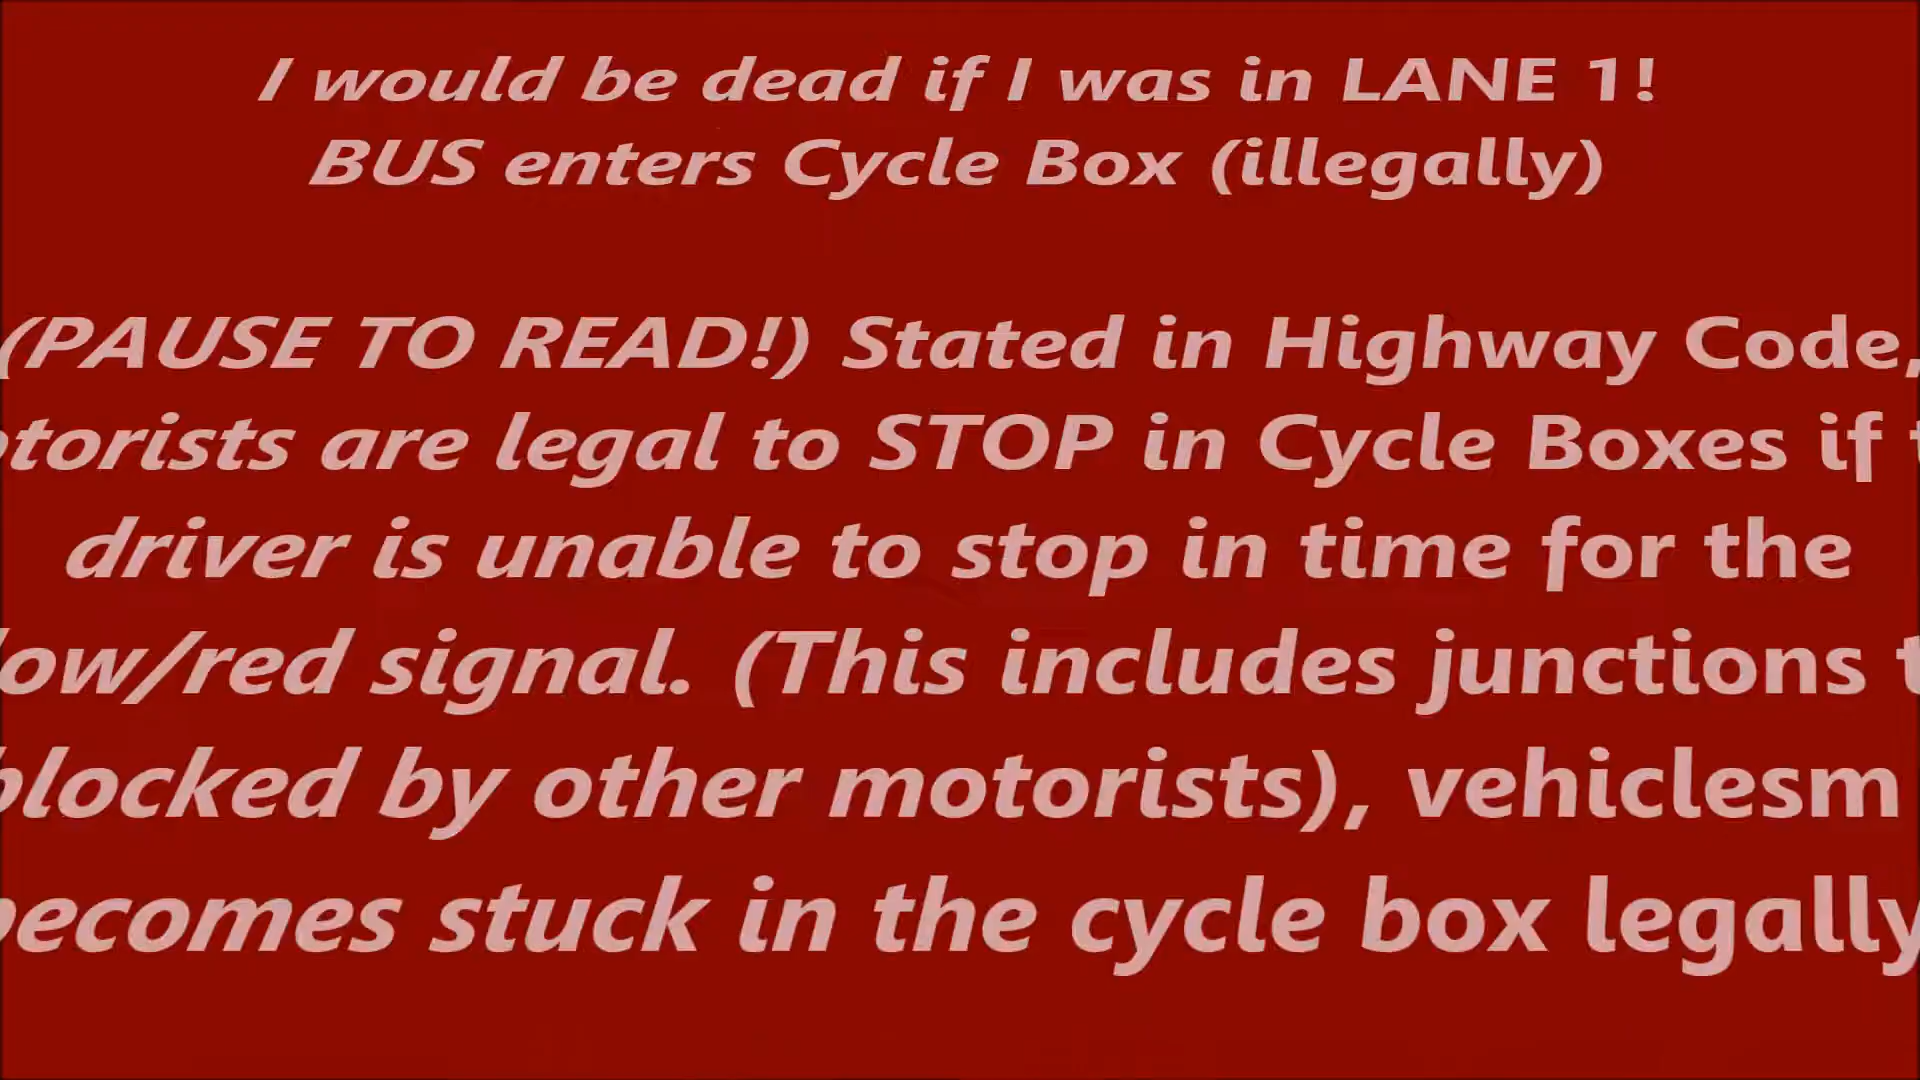 I would be dead if I was in LANE 1!
BUS enters Cycle Box (illegally)
(PAUSE TO READ!) Stated in Highway Code,
otorists are legal to STOP in Cycle Boxes if t
driver is unable to stop in time for the
low/red signal. (This includes junctions t
blocked by other motorists), vehiclesm
becomes stuck in the cycle box legally